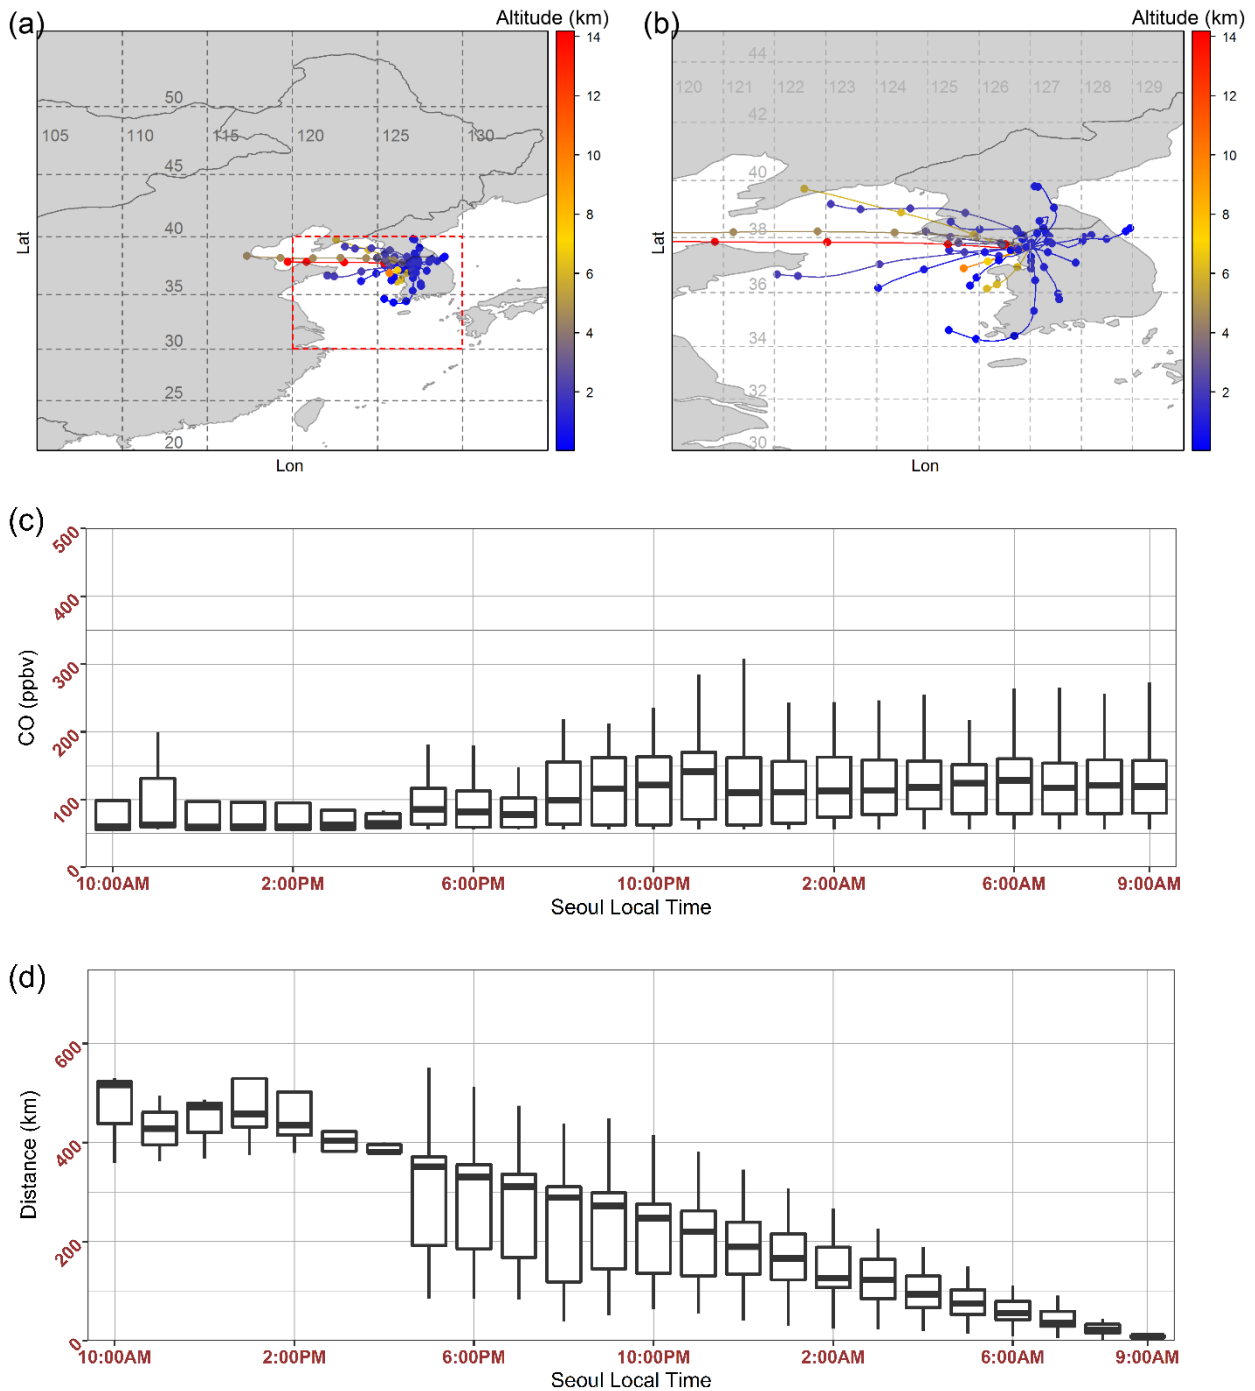 (a)
Altitude (km)
50
105
110
115
120
125
130
45
40
35
30
25
20
Lat
Lon
14
12
10
8
6
4
2
(b)
Altitude (km)
44
120
121
122
123
124
125
126
127
128
129
42
40
38
36
34
32
30
Lat
Lon
14
12
10
8
6
4
2
(c)
500
400
300
200
100
0
CO (ppbv)
10:00AM
2:00PM
6:00PM
10:00PM
2:00AM
6:00AM
9:00AM
Seoul Local Time
(d)
600
400
200
0
Distance (km)
10:00AM
2:00PM
6:00PM
10:00PM
2:00AM
6:00AM
9:00AM
Seoul Local Time